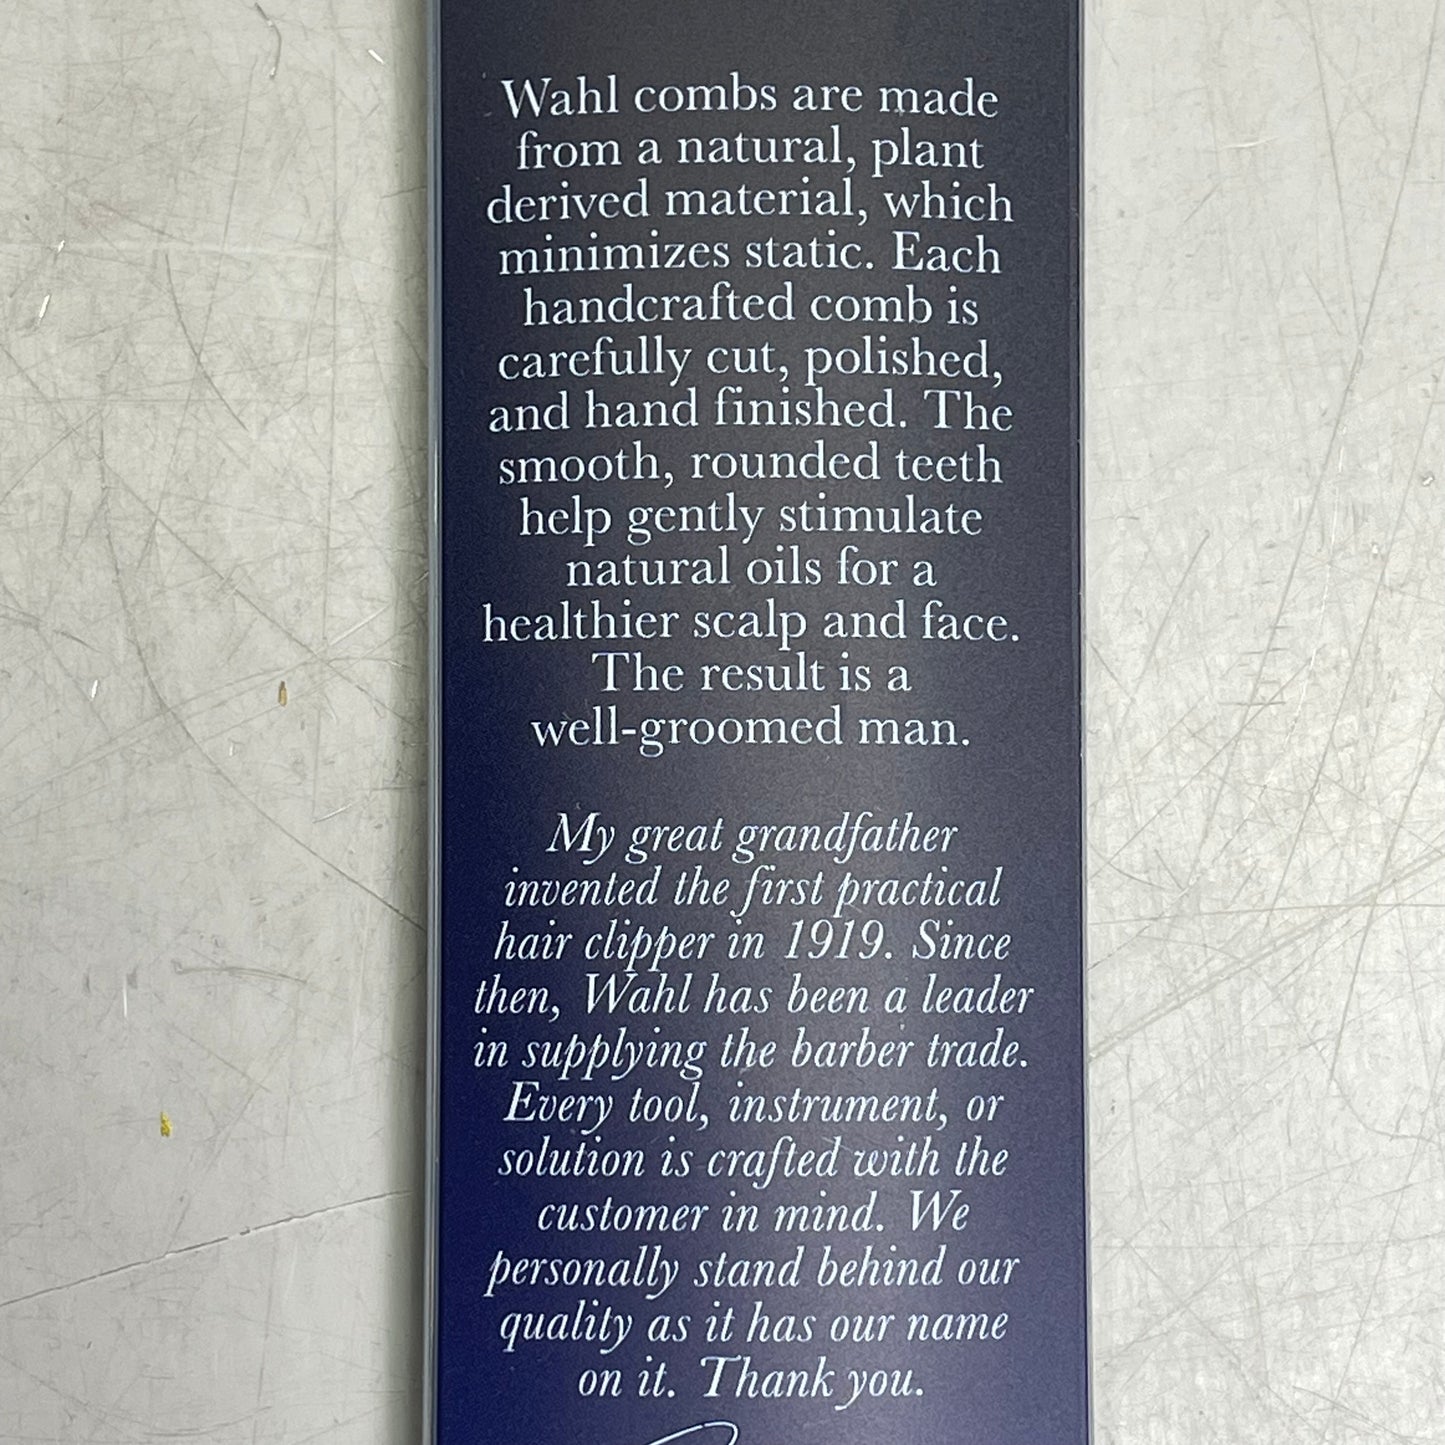 Wahl combs are made
from a natural, plant
derived material, which
minimizes static. Each
handcrafted comb is
carefully cut, polished,
and hand finished. The
smooth, rounded teeth
help gently stimulate
natural oils for a
healthier scalp and face.
The result is a
well-groomed man.
My great grandfather
invented the first practical
hair clipper in 1919. Since
then, Wahl has been a leader
in supplying the barber trade.
Every tool, instrument, or
solution is crafted with the
customer in mind. We
personally stand behind our
quality as it has our name
on it. Thank you.